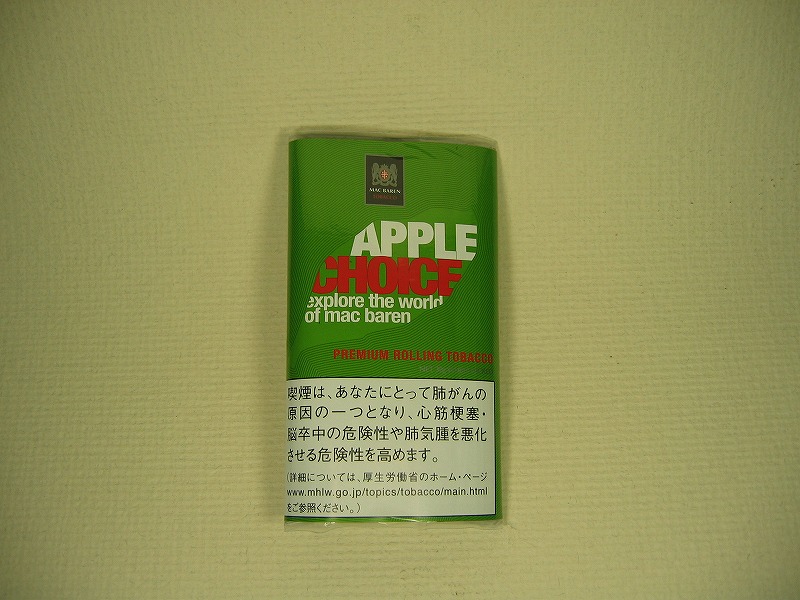 MAC BAREN
TOBACCO
APPLE
CHOICE
explore the world
of mac baren
PREMIUM ROLLING TOBACCO
喫煙は、あなたにとって肺がんの
原因の一つとなり、心筋梗塞・
脳卒中の危険性や肺気腫を悪化
させる危険性を高めます。
(詳細については、厚生労働省のホーム・ページ
www.mhlw.go.jp/topics/tobacco/main.html
をご参照ください。)